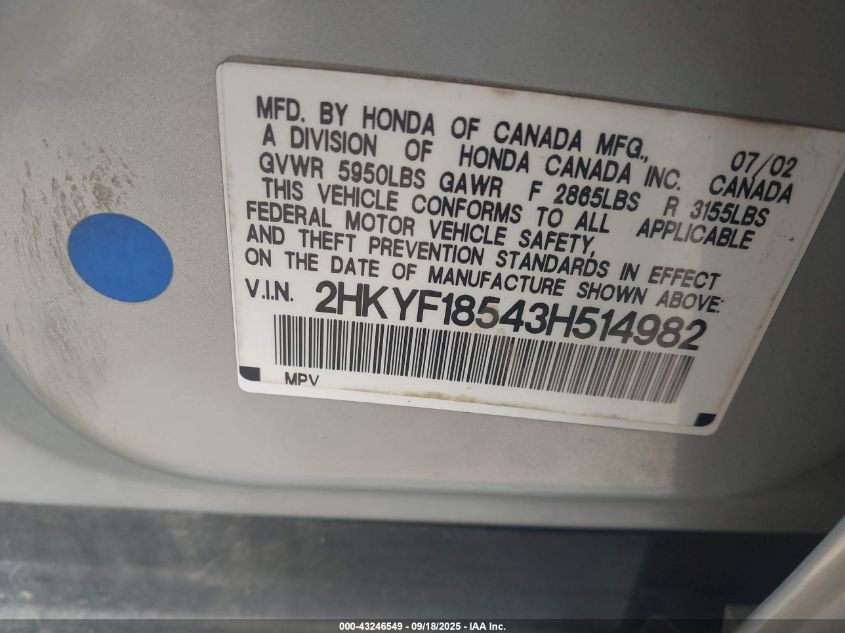 MFD. BY HONDA OF CANADA MFG., 07/02
A DIVISION OF HONDA CANADA INC. CANADA
GVWR 5950LBS GAWR F 2865LBS R 3155LBS
THIS VEHICLE CONFORMS TO ALL APPLICABLE
FEDERAL MOTOR VEHICLE SAFETY,
AND THEFT PREVENTION STANDARDS IN EFFECT
ON THE DATE OF MANUFACTURE SHOWN ABOVE:
V.I.N. 2HKYF18543H514982
MPV
000-43246549 - 09/18/2025 - IAA Inc.